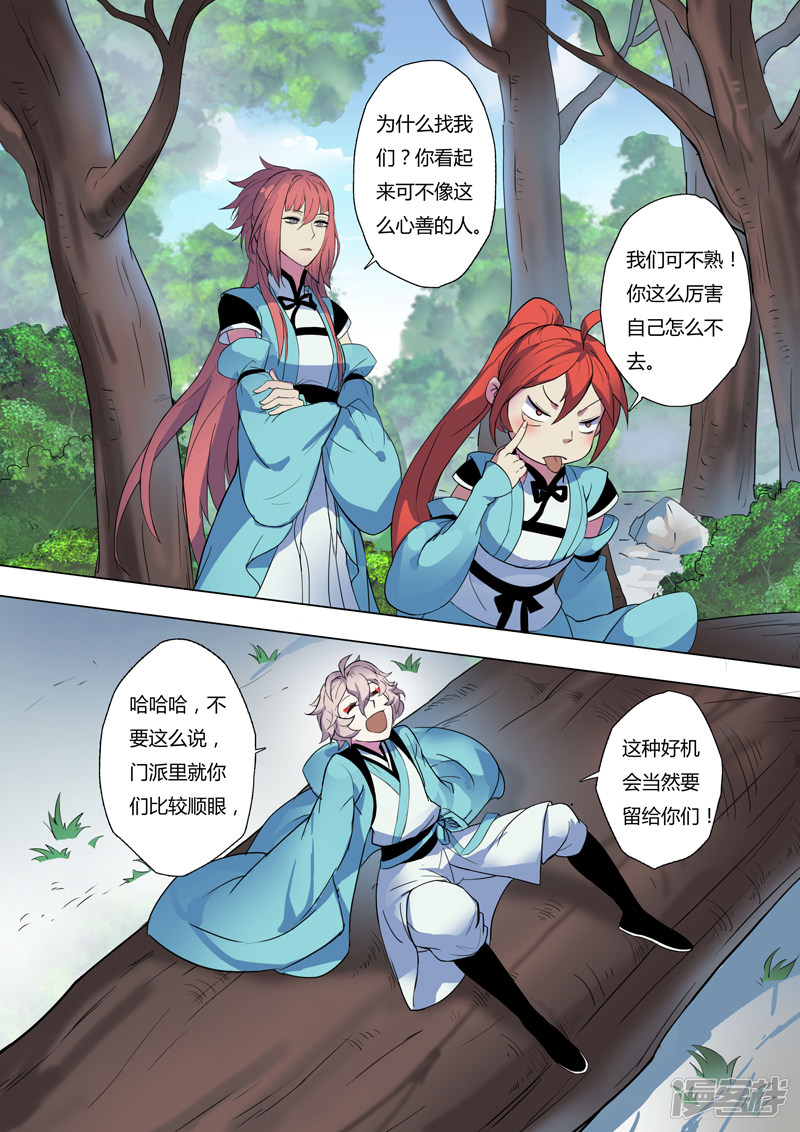 为什么找我
们？你看起
来可不像这
么心善的人。
我们可不熟！
你这么厉害
自己怎么不
去。
哈哈哈，不
要这么说，
门派里就你
们比较顺眼，
这种好机
会当然要
留给你们！
漫客栈